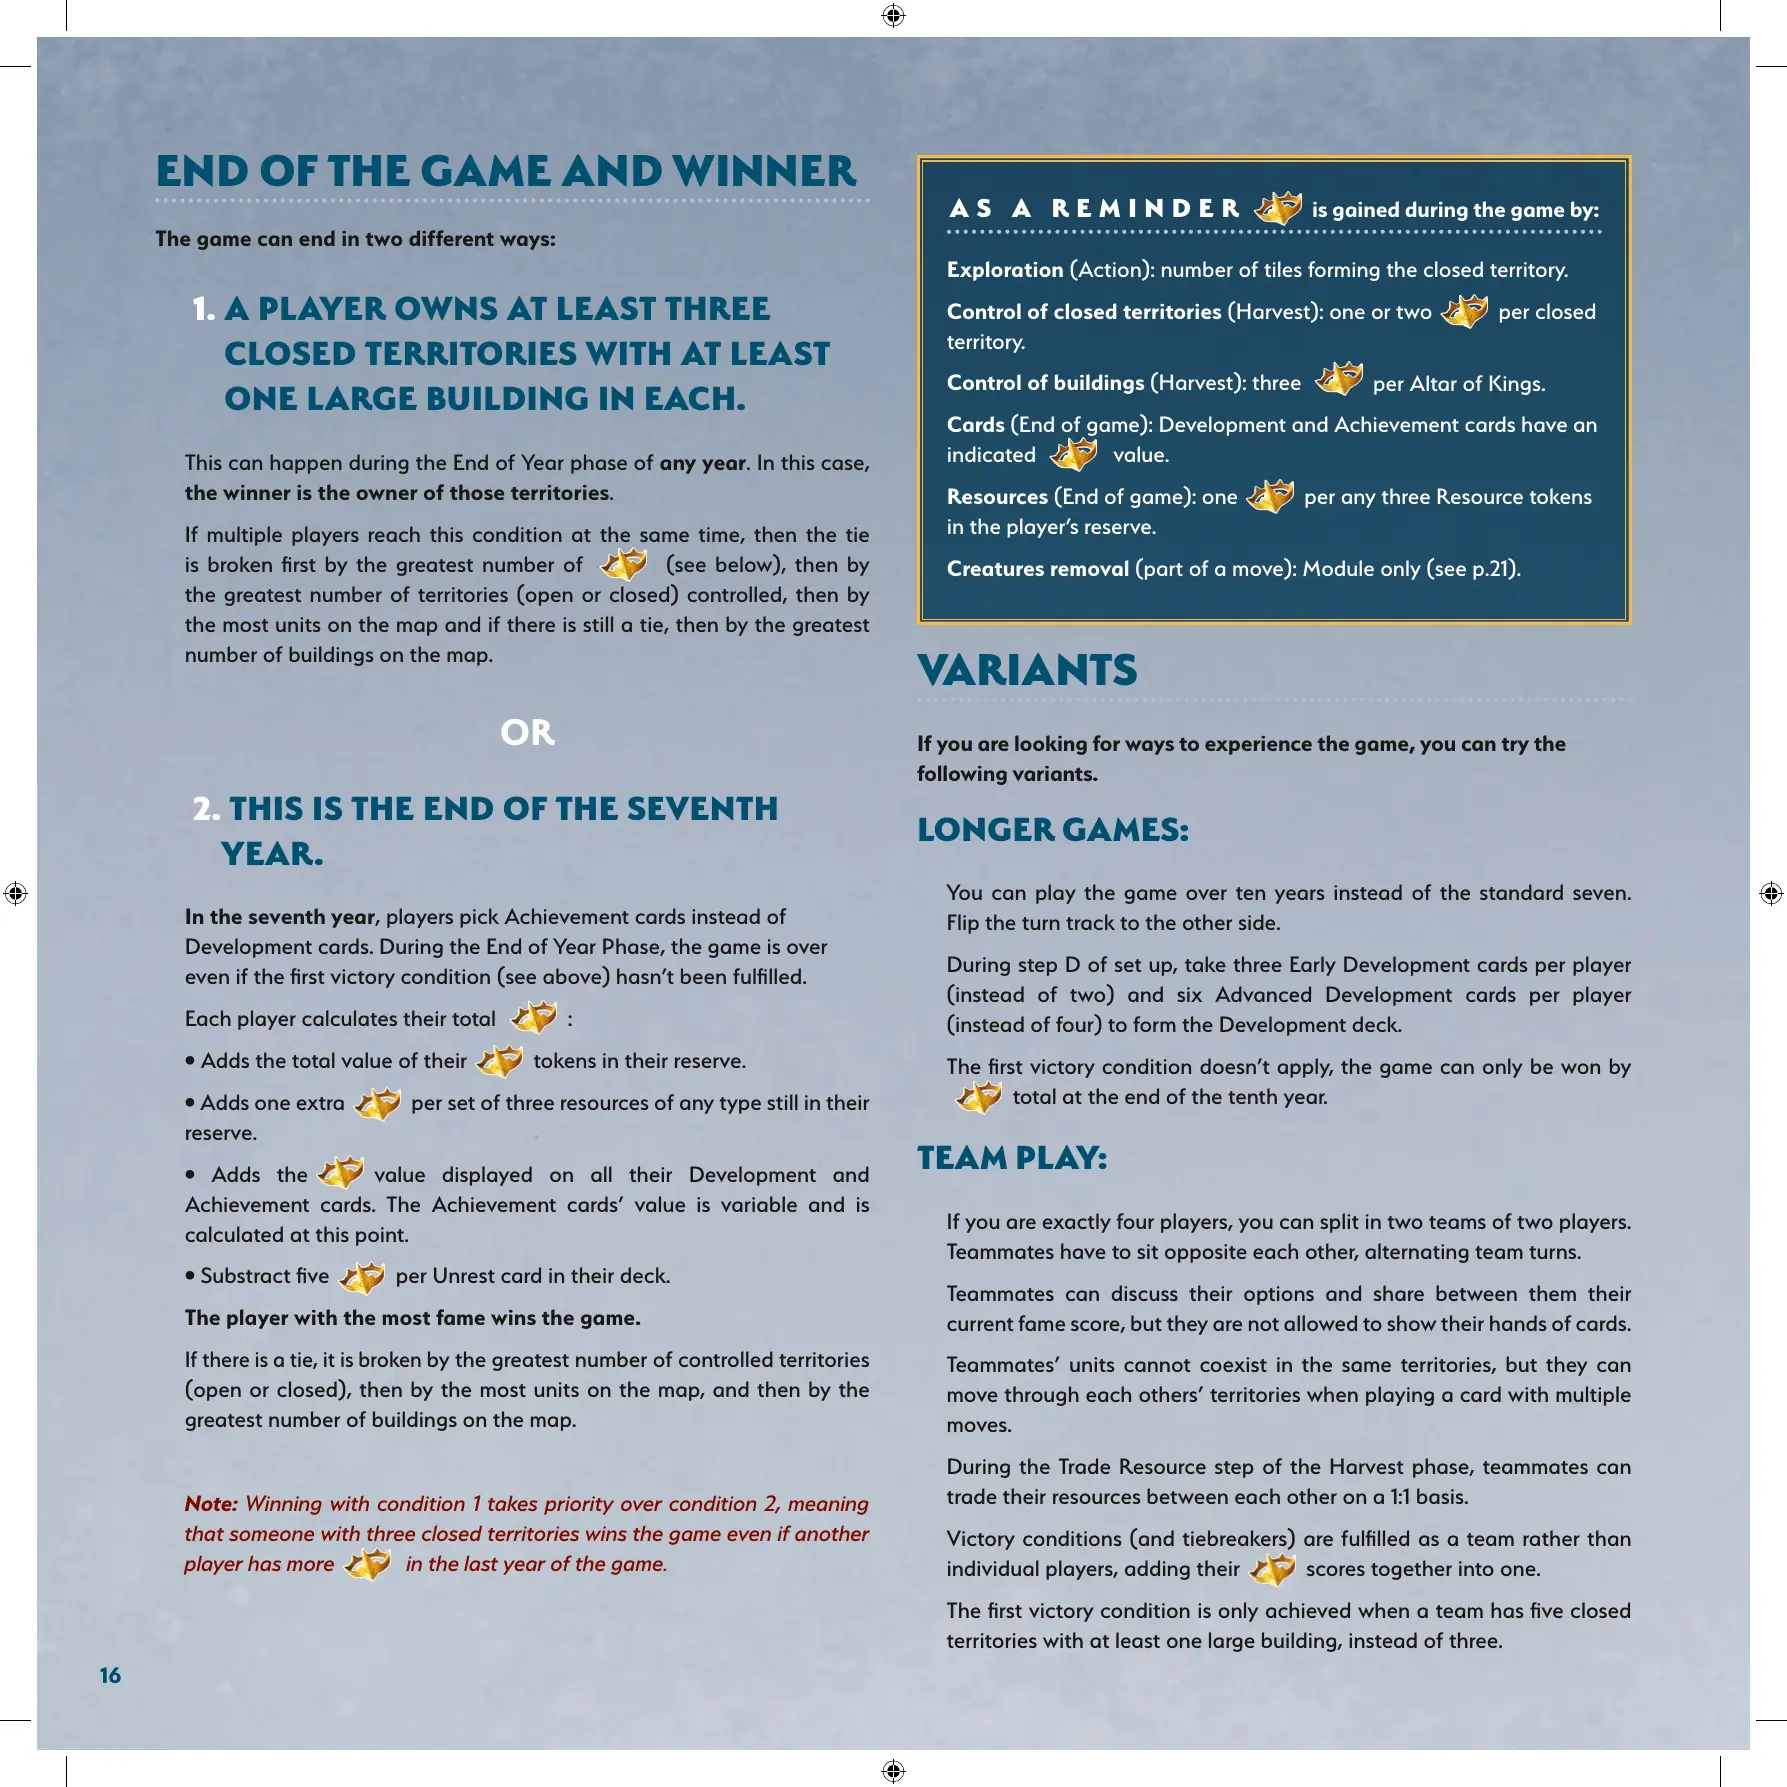 END OF THE GAME AND WINNER
The game can end in two different ways:
1. A PLAYER OWNS AT LEAST THREE
CLOSED TERRITORIES WITH AT LEAST
ONE LARGE BUILDING IN EACH.
This can happen during the End of Year phase of any year. In this case,
the winner is the owner of those territories.
If multiple players reach this condition at the same time, then the tie
is broken first by the greatest number of (see below), then by
the greatest number of territories (open or closed) controlled, then by
the most units on the map and if there is still a tie, then by the greatest
number of buildings on the map.
OR
2. THIS IS THE END OF THE SEVENTH
YEAR.
In the seventh year, players pick Achievement cards instead of
Development cards. During the End of Year Phase, the game is over
even if the first victory condition (see above) hasn't been fulfilled.
Each player calculates their total :
• Adds the total value of their tokens in their reserve.
• Adds one extra per set of three resources of any type still in their
reserve.
• Adds the value displayed on all their Development and
Achievement cards. The Achievement cards' value is variable and is
calculated at this point.
• Substract five per Unrest card in their deck.
The player with the most fame wins the game.
If there is a tie, it is broken by the greatest number of controlled territories
(open or closed), then by the most units on the map, and then by the
greatest number of buildings on the map.
Note: Winning with condition 1 takes priority over condition 2, meaning
that someone with three closed territories wins the game even if another
player has more in the last year of the game.
16
AS A REMINDER is gained during the game by:
Exploration (Action): number of tiles forming the closed territory.
Control of closed territories (Harvest): one or two per closed
territory.
Control of buildings (Harvest): three per Altar of Kings.
Cards (End of game): Development and Achievement cards have an
indicated value.
Resources (End of game): one per any three Resource tokens
in the player's reserve.
Creatures removal (part of a move): Module only (see p.21).
VARIANTS
If you are looking for ways to experience the game, you can try the
following variants.
LONGER GAMES:
You can play the game over ten years instead of the standard seven.
Flip the turn track to the other side.
During step D of set up, take three Early Development cards per player
(instead of two) and six Advanced Development cards per player
(instead of four) to form the Development deck.
The first victory condition doesn't apply, the game can only be won by
total at the end of the tenth year.
TEAM PLAY:
If you are exactly four players, you can split in two teams of two players.
Teammates have to sit opposite each other, alternating team turns.
Teammates can discuss their options and share between them their
current fame score, but they are not allowed to show their hands of cards.
Teammates' units cannot coexist in the same territories, but they can
move through each others' territories when playing a card with multiple
moves.
During the Trade Resource step of the Harvest phase, teammates can
trade their resources between each other on a 1:1 basis.
Victory conditions (and tiebreakers) are fulfilled as a team rather than
individual players, adding their scores together into one.
The first victory condition is only achieved when a team has five closed
territories with at least one large building, instead of three.